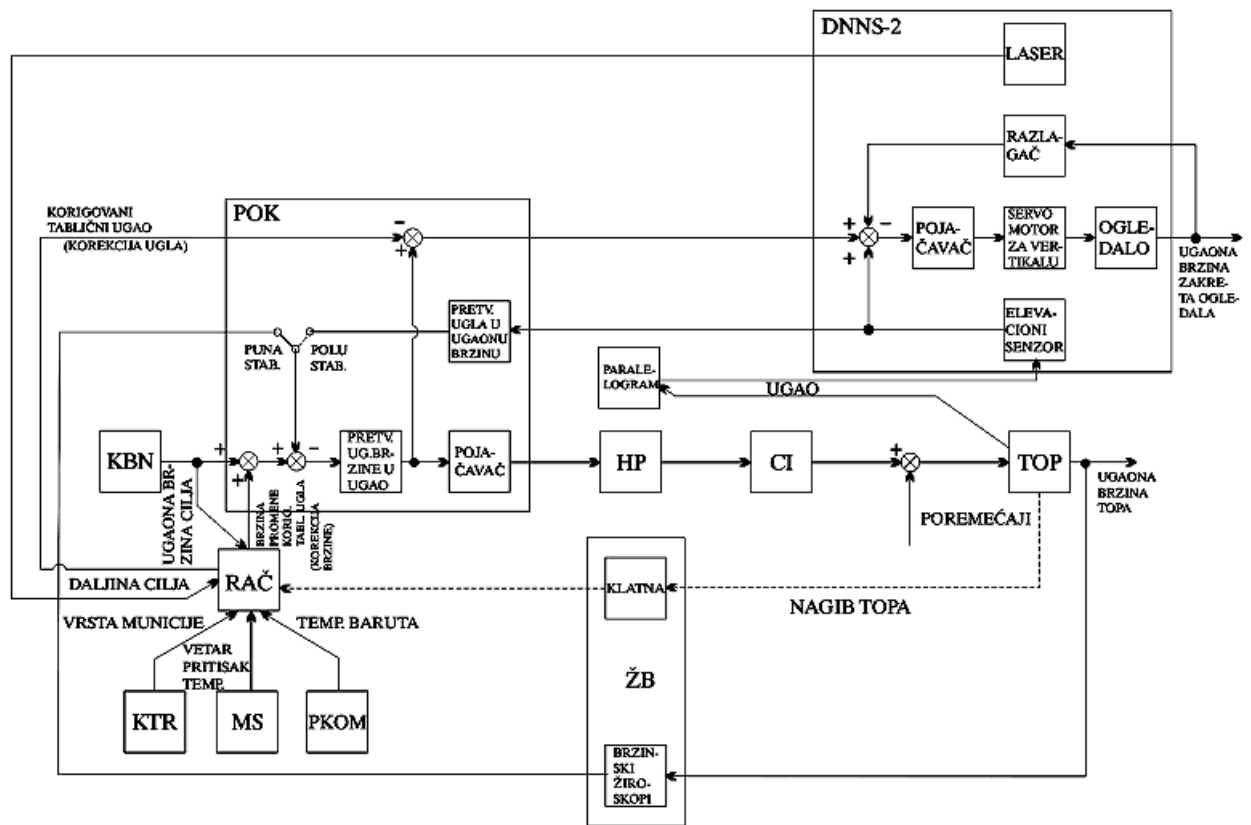 DNNS-2
LASER
RAZLA-
GAČ
KORIGOVANI
TABLIČNI UGAO
(KOREKCIJA UGLA)
POK
-
+
+
-
+
POJA-
ČAVAČ
SERVO
MOTOR
ZA VER-
TIKALU
OGLE-
DALO
UGAONA
BRZINA
ZAKRE-
TA OGLE-
DALA
PUNA
STAB.
POLU
STAB.
PRETV.
UGLA U
UGAONU
BRZINU
ELEVA-
CIONI
SENZOR
PARALE-
LOGRAM
UGAO
KBN
+
+
+
-
PRETV.
UG.BR-
ZINE U
UGAO
POJA-
ČAVAČ
HP
CI
+
TOP
UGAONA
BRZINA
TOPA
UGAONA BR-
ZINA CILJA
BRZINA
PROMENE
KORIG.
TABL. UGLA
(KOREKCIJA
BRZINE)
POREMEĆAJI
DALJINA CILJA
RAČ
KLATNA
NAGIB TOPA
VRSTA MUNICIJE
TEMP. BARUTA
VETAR
PRITISAK
TEMP.
ŽB
KTR
MS
PKOM
BRZIN-
SKI
ŽIRO-
SKOPI